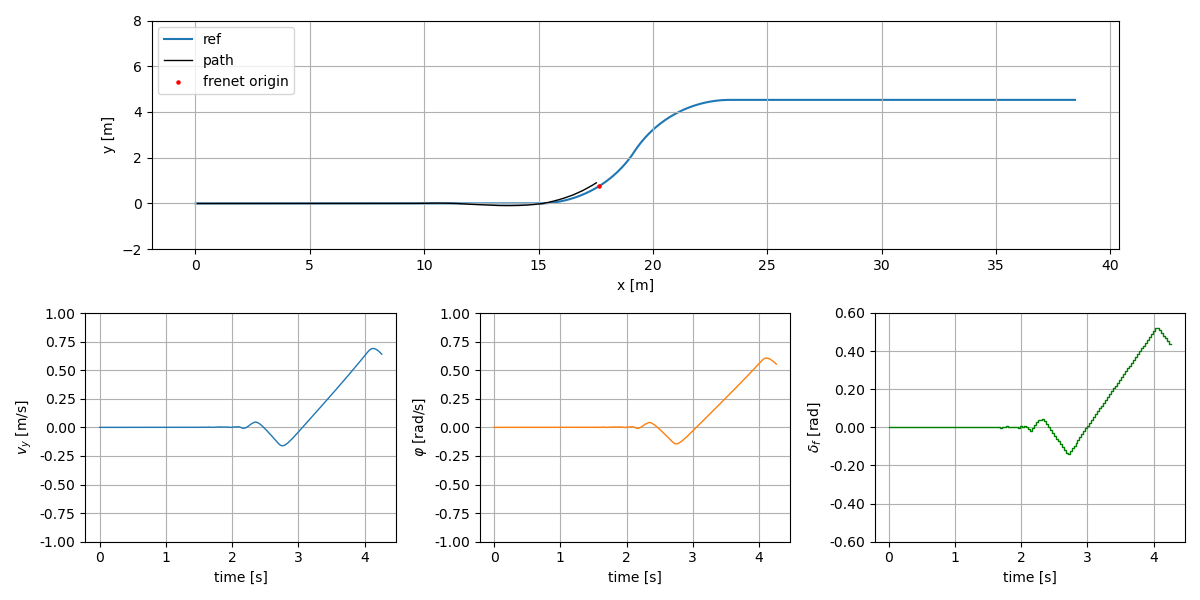 y [m]
8
6
4
2
0
−2
ref
path
frenet origin
0 5 10 15 20 25 30 35 40
x [m]
v_y [m/s]
1.00
0.75
0.50
0.25
0.00
-0.25
-0.50
-0.75
-1.00
0 1 2 3 4
time [s]
φ [rad/s]
1.00
0.75
0.50
0.25
0.00
-0.25
-0.50
-0.75
-1.00
0 1 2 3 4
time [s]
δ_f [rad]
0.60
0.40
0.20
0.00
-0.20
-0.40
-0.60
0 1 2 3 4
time [s]